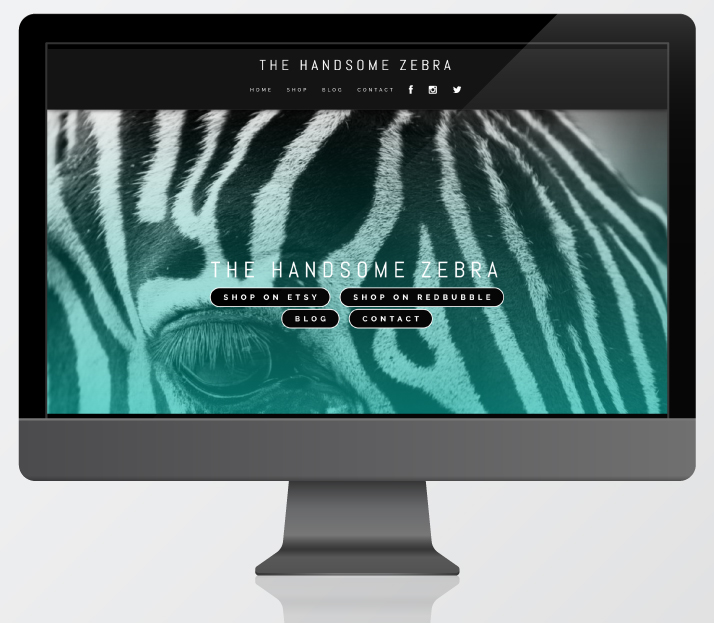 THE HANDSOME ZEBRA
HOME SHOP BLOG CONTACT
THE HANDSOME ZEBRA
SHOP ON ETSY SHOP ON REDBUBBLE
BLOG CONTACT